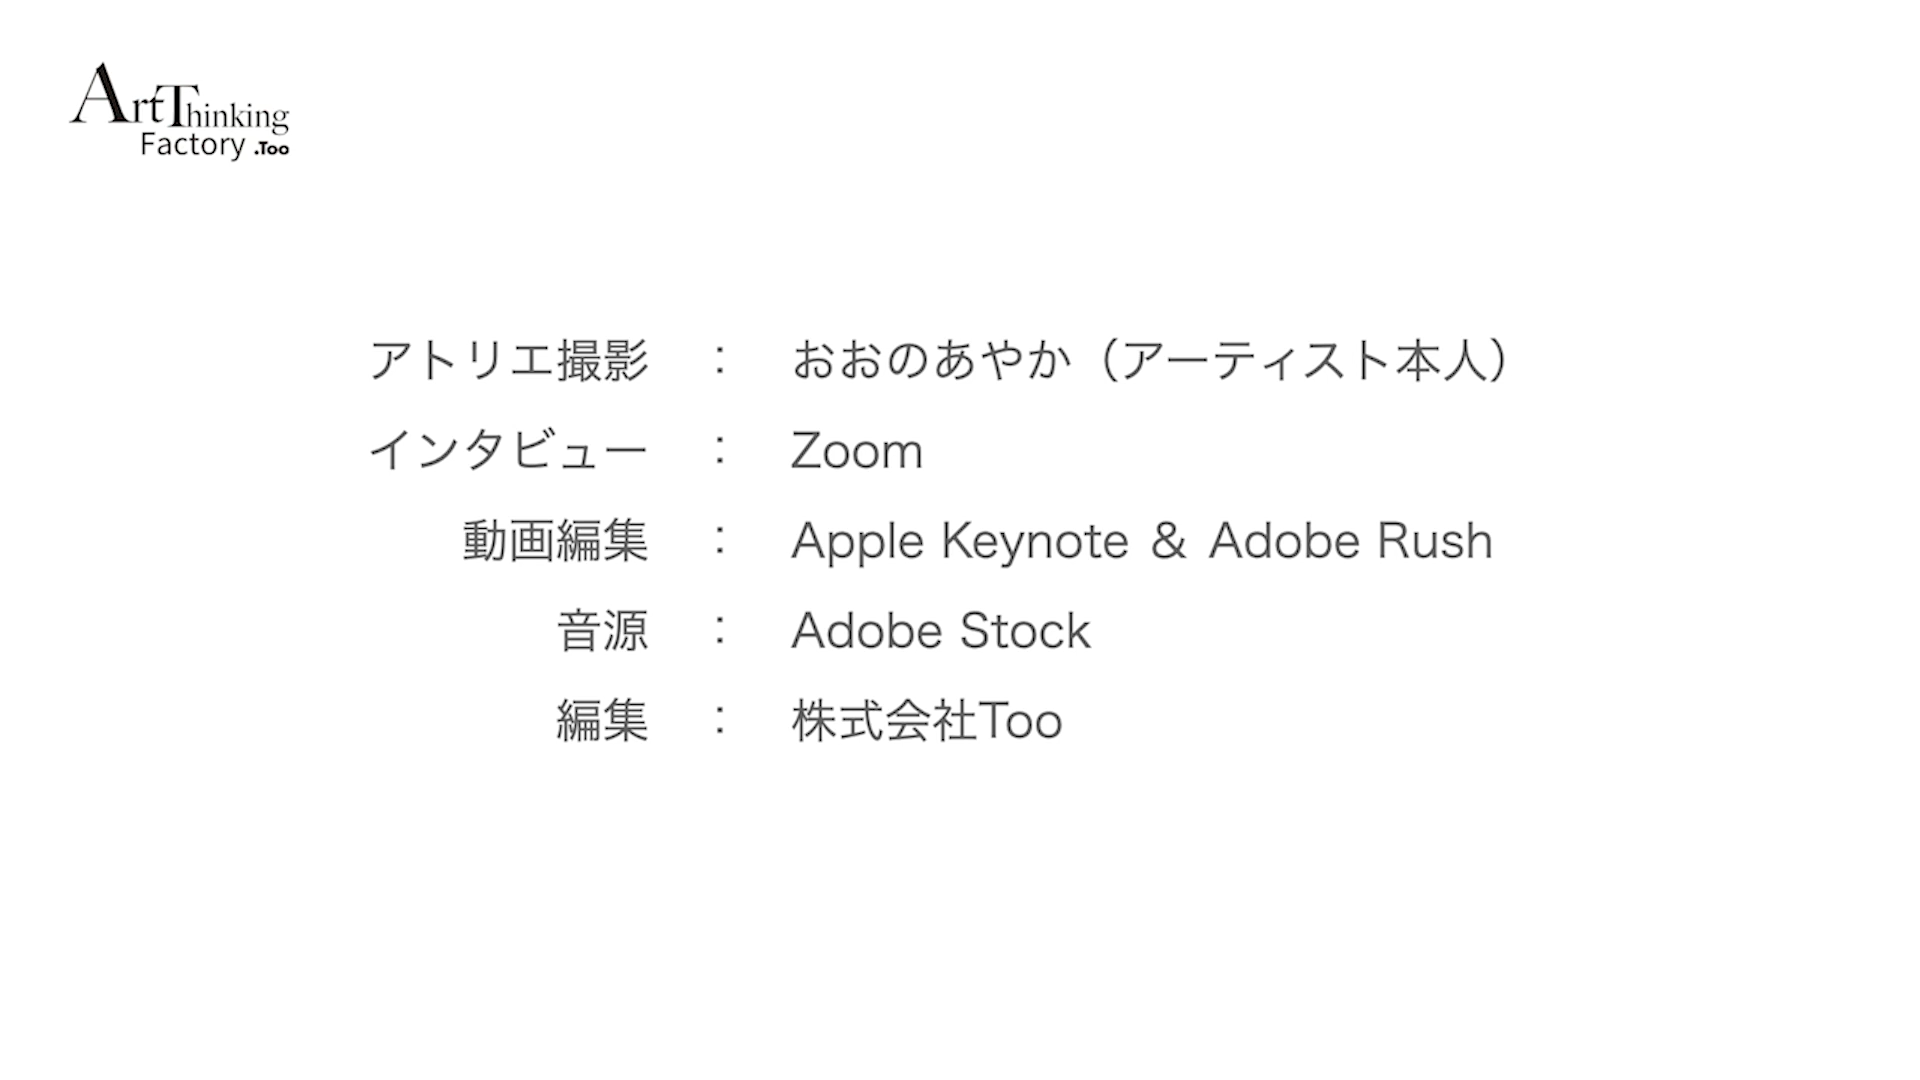 ArtThinking
Factory .Too
アトリエ撮影 ： おおのあやか（アーティスト本人）
インタビュー ： Zoom
動画編集 ： Apple Keynote ＆ Adobe Rush
音源 ： Adobe Stock
編集 ： 株式会社Too